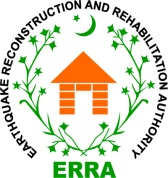 EARTHQUAKE RECONSTRUCTION AND REHABILITATION AUTHORITY
ERRA